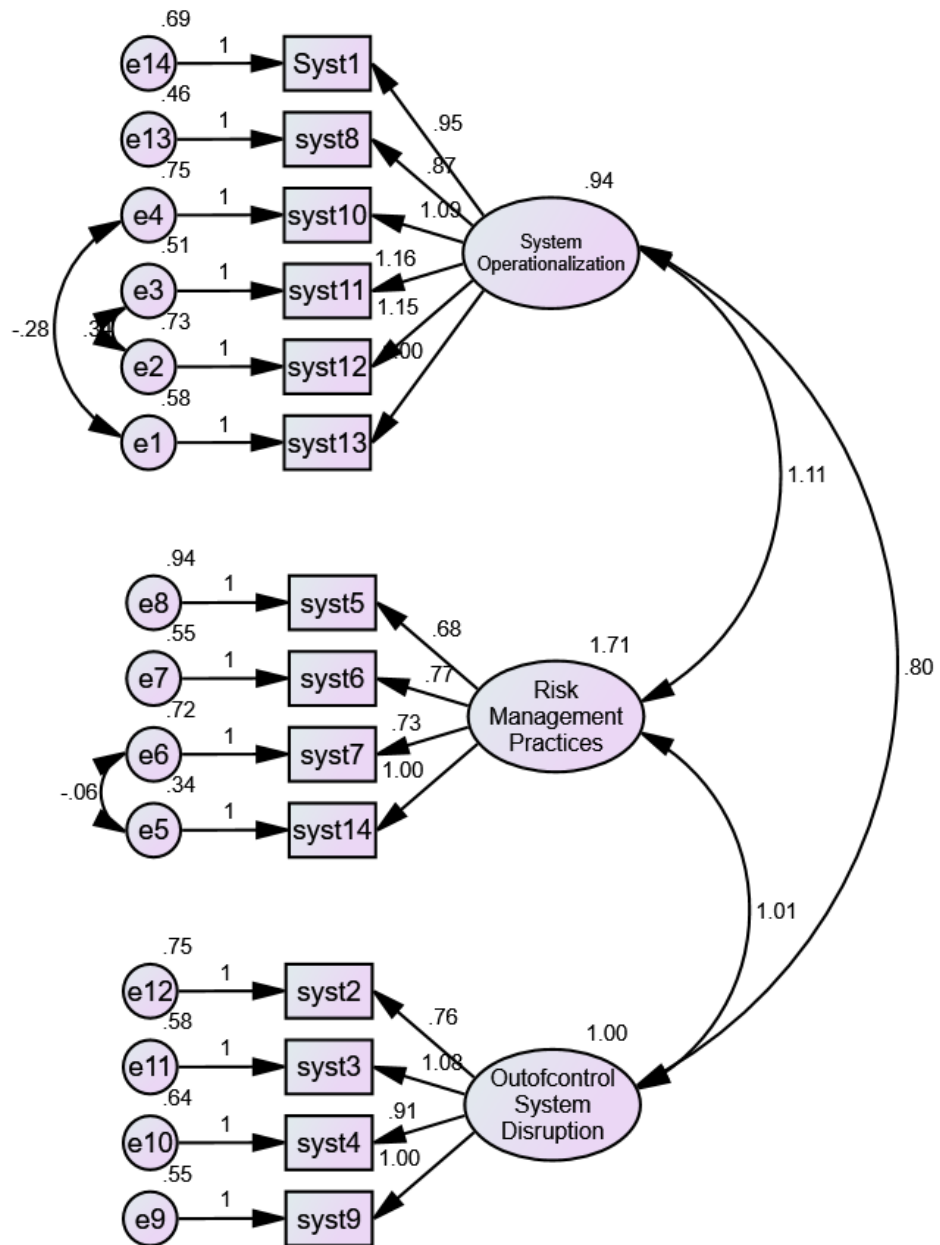 .69
e14 1 Syst1
.46
e13 1 syst8
.75
e4 1 syst10
.51
e3 1 syst11
.73
e2 1 syst12
.58
e1 1 syst13
-.28
.95
.87
1.09
1.16
1.15
.94
System
Operationalization
1.11
.80
.94
e8 1 syst5
.55
e7 1 syst6
.72
e6 1 syst7
.34
e5 1 syst14
-.06
.68
.77
.73
1.00
1.71
Risk
Management
Practices
1.01
.75
e12 1 syst2
.58
e11 1 syst3
.64
e10 1 syst4
.55
e9 1 syst9
.76
1.08
.91
1.00
1.00
Outofcontrol
System
Disruption